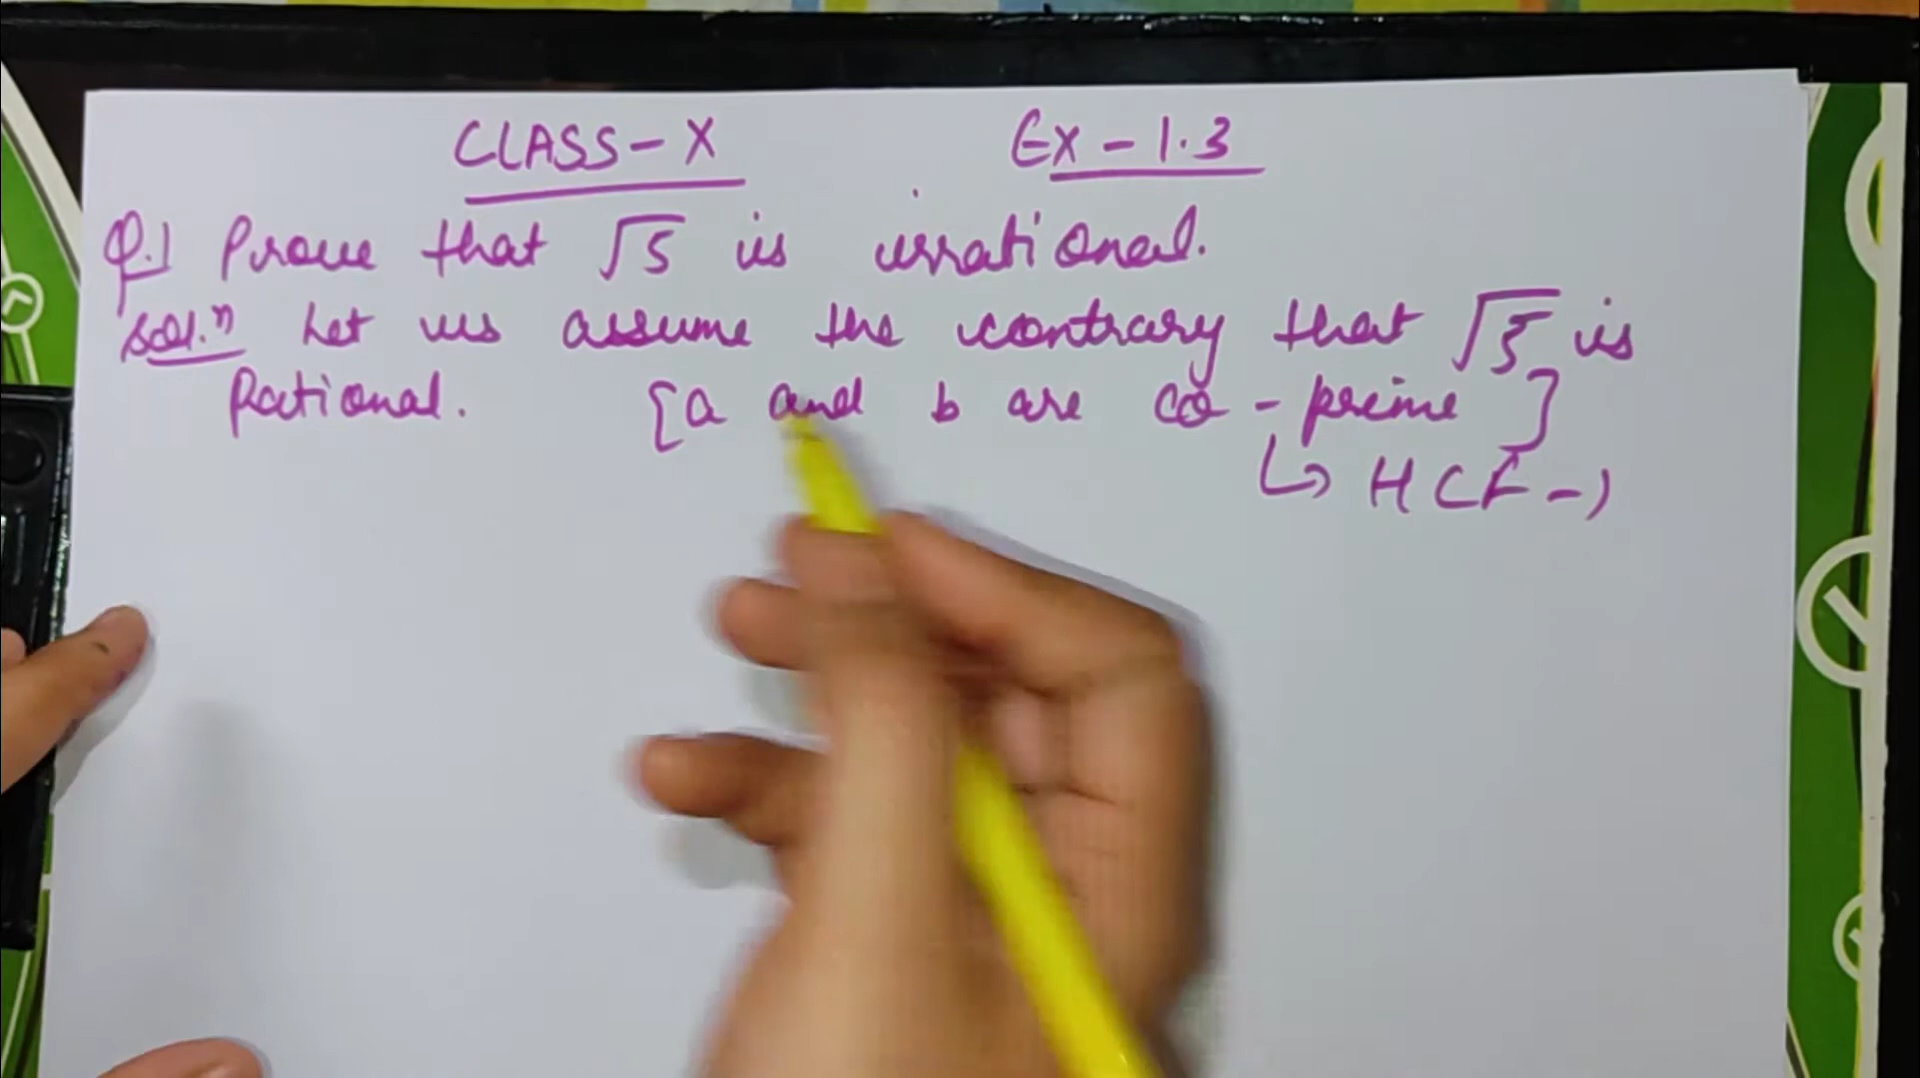 CLASS-X Ex-1.3
Q.1 Prove that √5 is irrational.
Sol.ⁿ Let us assume the contrary that √5 is
Rational. [a and b are co-prime]
↳ HCF-1